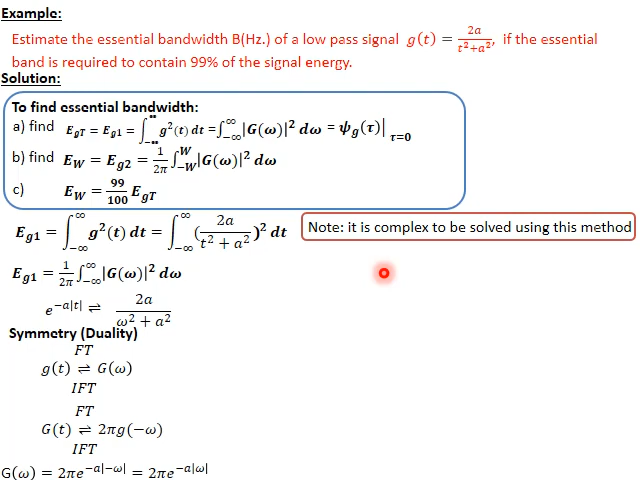 Example:
Estimate the essential bandwidth B(Hz.) of a low pass signal g(t) = 2a/(t²+a²), if the essential
band is required to contain 99% of the signal energy.
Solution:
To find essential bandwidth:
a) find E_gT = E_g1 = ∫_{-∞}^{∞} g²(t) dt = ∫_{-∞}^{∞} |G(ω)|² dω = ψ_g(τ)|_{τ=0}
b) find E_W = E_g2 = 1/2π ∫_{-W}^{W} |G(ω)|² dω
c) E_W = 99/100 E_gT
E_g1 = ∫_{-∞}^{∞} g²(t) dt = ∫_{-∞}^{∞} (2a/(t² + a²))² dt
Note: it is complex to be solved using this method
E_g1 = 1/2π ∫_{-∞}^{∞} |G(ω)|² dω
e^{-a|t|} ⇌ 2a/(ω² + a²)
Symmetry (Duality)
FT
g(t) ⇌ G(ω)
IFT
FT
G(t) ⇌ 2πg(−ω)
IFT
G(ω) = 2πe^{-a|-ω|} = 2πe^{-a|ω|}